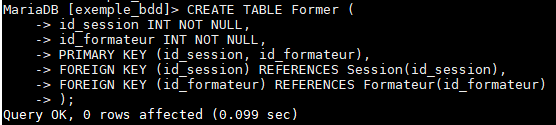 MariaDB [exemple_bdd]> CREATE TABLE Former (
    -> id_session INT NOT NULL,
    -> id_formateur INT NOT NULL,
    -> PRIMARY KEY (id_session, id_formateur),
    -> FOREIGN KEY (id_session) REFERENCES Session(id_session),
    -> FOREIGN KEY (id_formateur) REFERENCES Formateur(id_formateur)
    -> );
Query OK, 0 rows affected (0.099 sec)